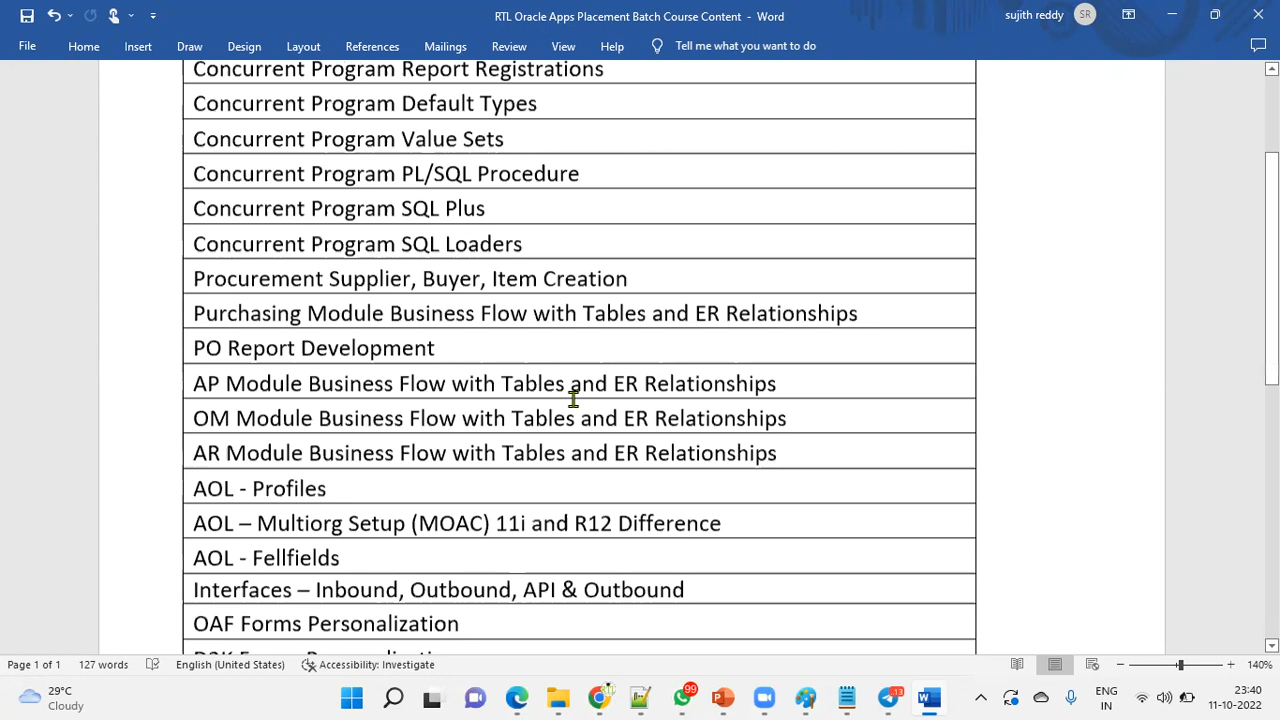 RTL Oracle Apps Placement Batch Course Content - Word
sujith reddy
SR
File
Home
Insert
Draw
Design
Layout
References
Mailings
Review
View
Help
Tell me what you want to do
Concurrent Program Report Registrations
Concurrent Program Default Types
Concurrent Program Value Sets
Concurrent Program PL/SQL Procedure
Concurrent Program SQL Plus
Concurrent Program SQL Loaders
Procurement Supplier, Buyer, Item Creation
Purchasing Module Business Flow with Tables and ER Relationships
PO Report Development
AP Module Business Flow with Tables and ER Relationships
OM Module Business Flow with Tables and ER Relationships
AR Module Business Flow with Tables and ER Relationships
AOL - Profiles
AOL – Multiorg Setup (MOAC) 11i and R12 Difference
AOL - Fellfields
Interfaces – Inbound, Outbound, API & Outbound
OAF Forms Personalization
Page 1 of 1
127 words
English (United States)
Accessibility: Investigate
140%
29°C
Cloudy
99
13
ENG
IN
23:40
11-10-2022